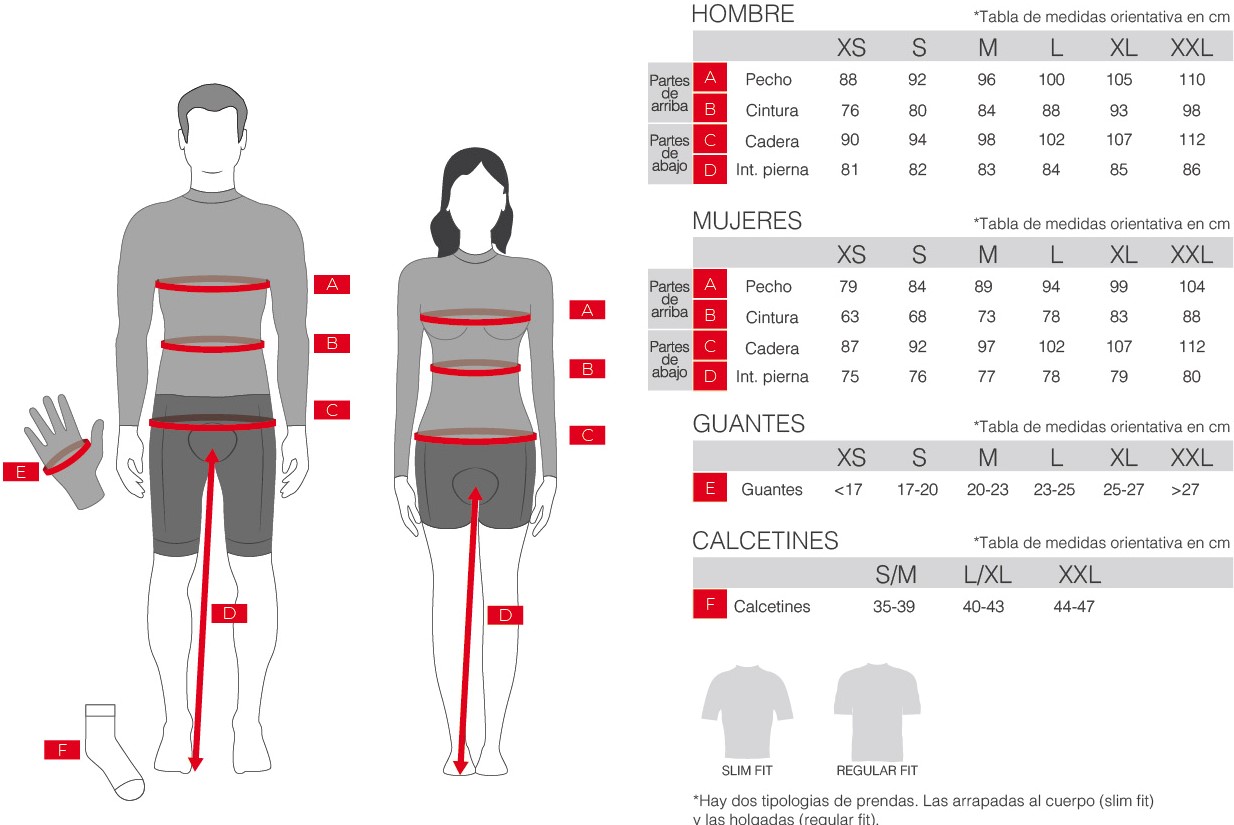 HOMBRE
*Tabla de medidas orientativa en cm
XS S M L XL XXL
Partes de arriba
A Pecho 88 92 96 100 105 110
B Cintura 76 80 84 88 93 98
Partes de abajo
C Cadera 90 94 98 102 107 112
D Int. pierna 81 82 83 84 85 86
MUJERES
*Tabla de medidas orientativa en cm
XS S M L XL XXL
Partes de arriba
A Pecho 79 84 89 94 99 104
B Cintura 63 68 73 78 83 88
Partes de abajo
C Cadera 87 92 97 102 107 112
D Int. pierna 75 76 77 78 79 80
GUANTES
*Tabla de medidas orientativa en cm
XS S M L XL XXL
E Guantes <17 17-20 20-23 23-25 25-27 >27
CALCETINES
*Tabla de medidas orientativa en cm
S/M L/XL XXL
F Calcetines 35-39 40-43 44-47
SLIM FIT
REGULAR FIT
*Hay dos tipologias de prendas. Las arrapadas al cuerpo (slim fit)
y las holgadas (regular fit).
A
B
C
D
E
F
A
B
C
D